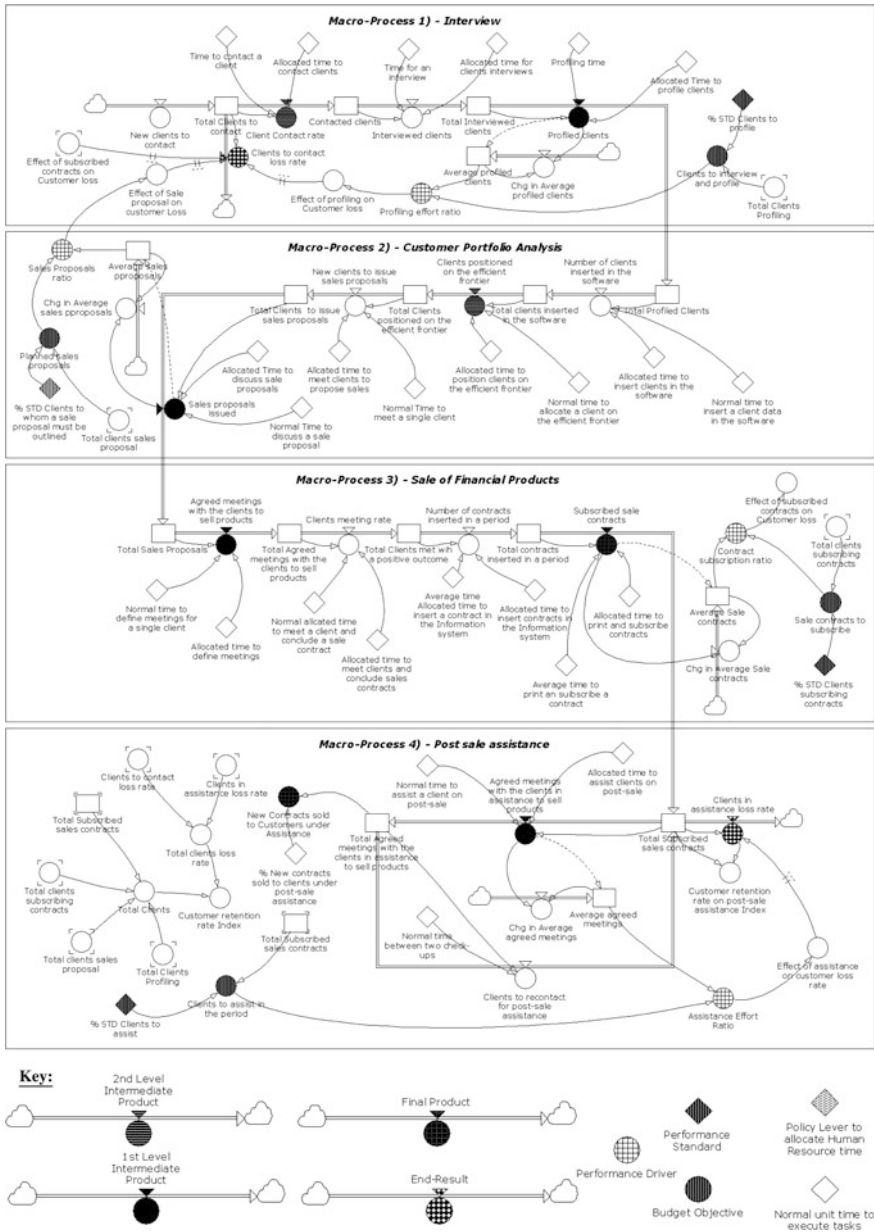 Macro-Process 1) - Interview
Time to contact a
client
Allocated time to
contact clients
Time for an
interview
Allocated time for
clients interviews
Profiling time
Allocated Time to
profile clients
% STD Clients to
profile
New clients to
contact
Total Clients to
contact
Client Contact rate
Contacted clients
Interviewed clients
Total Interviewed
clients
Profiled clients
Effect of subscribed
contracts on
Customer loss
Clients to contact
loss rate
Average profiled
clients
Clients to interview
and profile
Effect of Sale
proposal on
customer Loss
Effect of profiling on
Customer loss
Profiling effort ratio
Chg in Average
profiled clients
Total Clients
Profiling
Macro-Process 2) - Customer Portfolio Analysis
Sales Proposals
ratio
Average sales
pproposals
New clients to issue
sales proposals
Clients positioned
on the efficient
frontier
Number of clients
inserted in the
software
Chg in Average
sales pproposals
Total Clients to issue
sales proposals
Total Clients
positioned on the
efficient frontier
Total clients inserted
in the software
Total Profiled Clients
Planned sales
proposals
Allocated Time to
discuss sale
proposals
Allocated time to
meet clients to
propose sales
Allocated time to
position clients on
the efficient frontier
Allocated time to
insert clients in the
software
% STD Clients to
whom a sale
proposal must be
outlined
Total clients sales
proposal
Sales proposals
issued
Normal Time to
discuss a sale
proposal
Normal Time to
meet a single client
Normal time to
allocate a client on
the efficient frontier
Normal time to
insert a client data
in the software
Macro-Process 3) - Sale of Financial Products
Agreed meetings
with the clients to
sell products
Clients meeting rate
Number of contracts
inserted in a period
Subscribed sale
contracts
Effect of subscribed
contracts on
Customer loss
Total Sales Proposals
Total Agreed
meetings with the
clients to sell
products
Total Clients met wih
a positive outcome
Total contracts
inserted in a period
Contract
subscription ratio
Total clients
subscribing
contracts
Normal time to
define meetings for
a single client
Normal allcated time
to meet a client and
conclude a sale
contract
Average time
Allocated time to
insert a contract in
the Information
system
Allocated time to
insert contracts in
the Information
system
Allocated time to
print and subscribe
contracts
Average Sale
contracts
Sale contracts to
subscribe
Allocated time to
define meetings
Allocated time to
meet clients and
conclude sales
contracts
Average time to
print an suibscribe a
contract
Chg in Average Sale
contracts
% STD Clients
subscribing
contracts
Macro-Process 4) - Post sale assistance
Clients to contact
loss rate
Clients in
assistance loss rate
Normal time to
assist a client on
post-sale
Agreed meetings
with the clients in
assistance to sell
products
Allocated time to
assist clients on
post-sale
Clients in
assistance loss rate
Total Subscribed
sales contracts
Total clients loss
rate
New Contracts sold
to Customers under
Assistance
Total Agreed
meetings with the
clients in assistance
to sell products
Total Subscribed
sales contracts
Total clients
subscribing
contracts
Total Clients
Customer retention
rate Index
% New contracts
sold to clients under
post-sale
assistance
Chg in Average
agreed meetings
Average agreed
meetings
Customer retention
rate on post-sale
assistance Index
Total clients sales
proposal
Total Clients
Profiling
Total Subscribed
sales contracts
Normal time
between two check-
ups
Effect of assistance
on customer loss
rate
% STD Clients to
assist
Clients to assist in
the period
Clients to recontact
for post-sale
assistance
Assistance Effort
Ratio
Key:
2nd Level
Intermediate
Product
Final Product
Performance
Standard
Policy Lever to
allocate Human
Resource time
1st Level
Intermediate
Product
End-Result
Performance Driver
Budget Objective
Normal unit time to
execute tasks